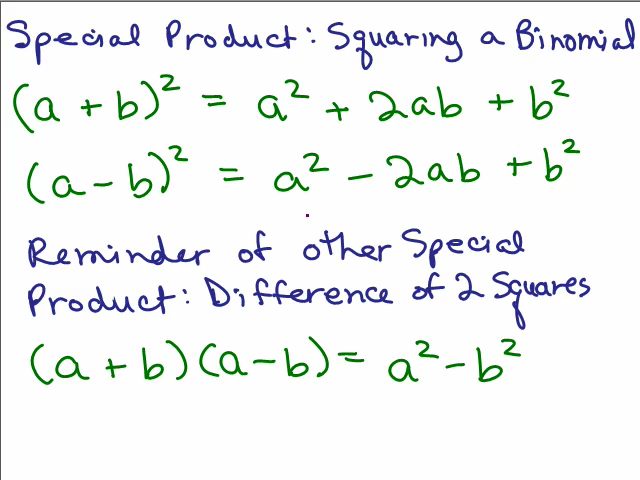 Special Product: Squaring a Binomial
(a + b)² = a² + 2ab + b²
(a - b)² = a² - 2ab + b²
Reminder of other Special
Product: Difference of 2 Squares
(a + b)(a - b) = a² - b²